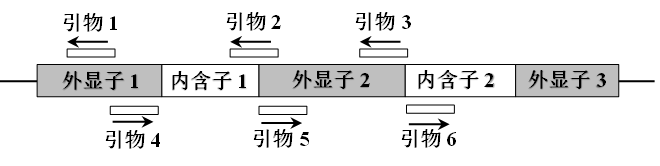 引物 1 引物 2 引物 3
外显子 1 内含子 1 外显子 2 内含子 2 外显子 3
引物 4 引物 5 引物 6